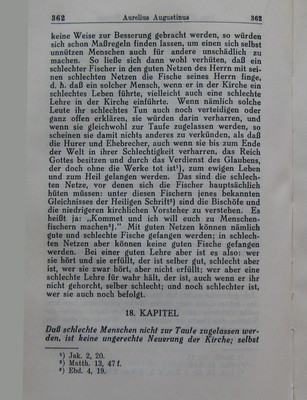 362 Aurelius Augustinus 362
keine Weise zur Besserung gebracht werden, so würden
sich schon Maßregeln finden lassen, um einen sich selbst
unnützen Menschen auch für andere unschädlich zu
machen. So ließe sich dann wohl verhüten, daß ein
schlechter Fischer in den guten Netzen des Herrn mit sei-
nen schlechten Netzen die Fische seines Herrn finge,
d. h. daß ein solcher Mensch, wenn er in der Kirche ein
schlechtes Leben führte, vielleicht auch eine schlechte
Lehre in der Kirche einführte. Wenn nämlich solche
Leute ihr schlechtes Tun auch noch verteidigen oder
ganz offen erklären, sie würden darin verharren, und
wenn sie gleichwohl zur Taufe zugelassen werden, so
scheinen sie damit nichts anderes zu verkünden, als daß
die Hurer und Ehebrecher, auch wenn sie bis zum Ende
der Welt in ihrer Schlechtigkeit verharren, das Reich
Gottes besitzen und durch das Verdienst des Glaubens,
der doch ohne die Werke tot ist¹), zum ewigen Leben
und zum Heil gelangen werden. Das sind die schlech-
ten Netze, vor denen sich die Fischer hauptsächlich
hüten müssen: unter diesen Fischern jenes bekannten
Gleichnisses der Heiligen Schrift²) sind die Bischöfe und
die niedrigeren kirchlichen Vorsteher zu verstehen. Es
heißt ja: „Kommet und ich will euch zu Menschen-
fischern machen³).“ Mit guten Netzen können nämlich
gute und schlechte Fische gefangen werden; in schlech-
ten Netzen aber können keine guten Fische gefangen
werden. Bei einer guten Lehre aber ist es also: wer
sie hört und sie erfüllt, der ist selber gut, schlecht aber
ist, wer sie zwar hört, aber nicht erfüllt; wer aber eine
schlechte Lehre für wahr hält, der ist, auch wenn er ihr
nicht gehorcht, selber schlecht; und noch schlechter ist,
wer sie auch noch befolgt.
18. KAPITEL
Daß schlechte Menschen nicht zur Taufe zugelassen wer-
den, ist keine ungerechte Neuerung der Kirche; selbst
¹) Jak. 2, 20.
²) Matth. 13, 47 f.
³) Ebd. 4, 19.